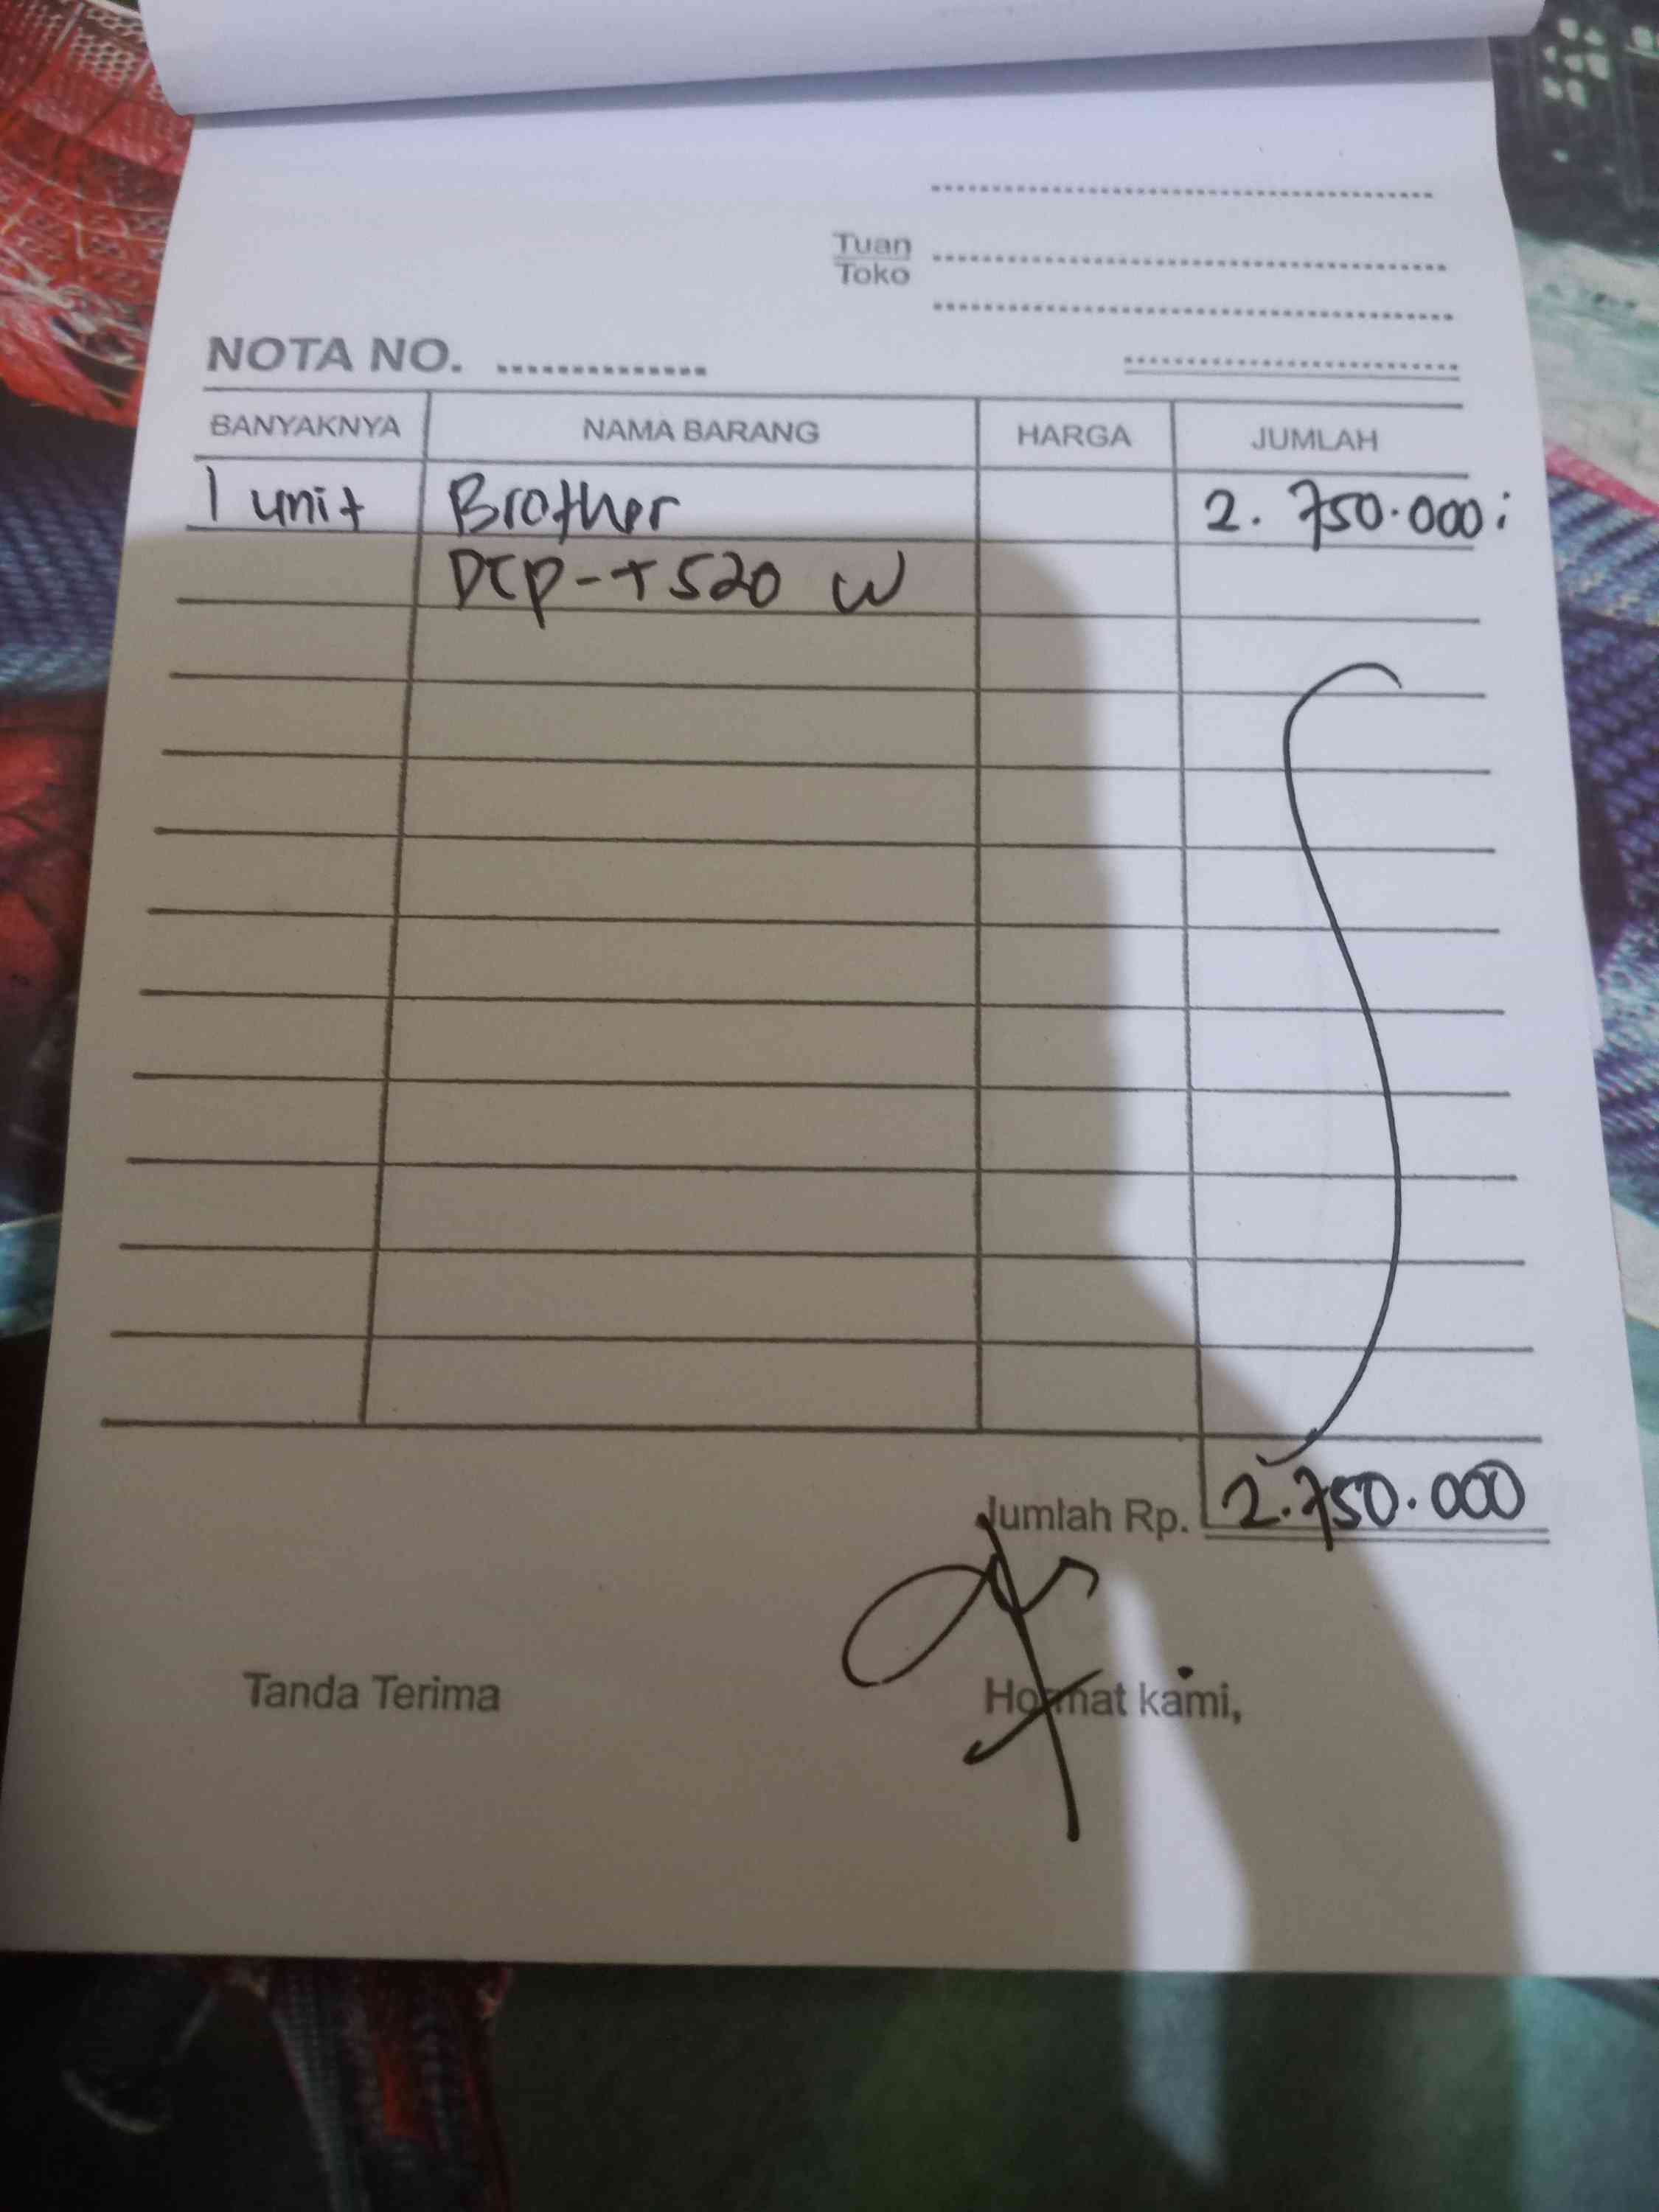 Tuan
Toko
NOTA NO.
BANYAKNYA NAMA BARANG HARGA JUMLAH
1 unit Brother 2.750.000;
DCP-T520 W
Jumlah Rp. 2.750.000
Tanda Terima Hormat kami,